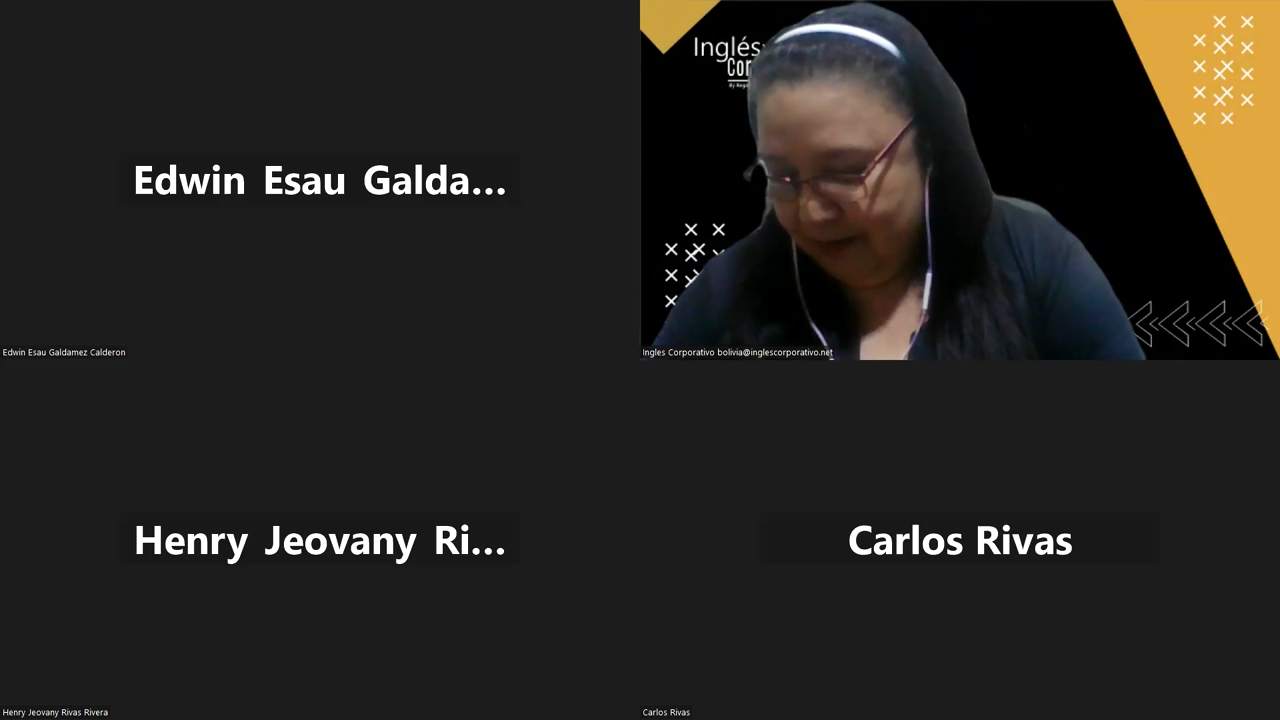 Edwin Esau Galda...
Edwin Esau Galdamez Calderon
Inglés
Cor
Ingles Corporativo bolivia@inglescorporativo.net
Henry Jeovany Ri...
Henry Jeovany Rivas Rivera
Carlos Rivas
Carlos Rivas